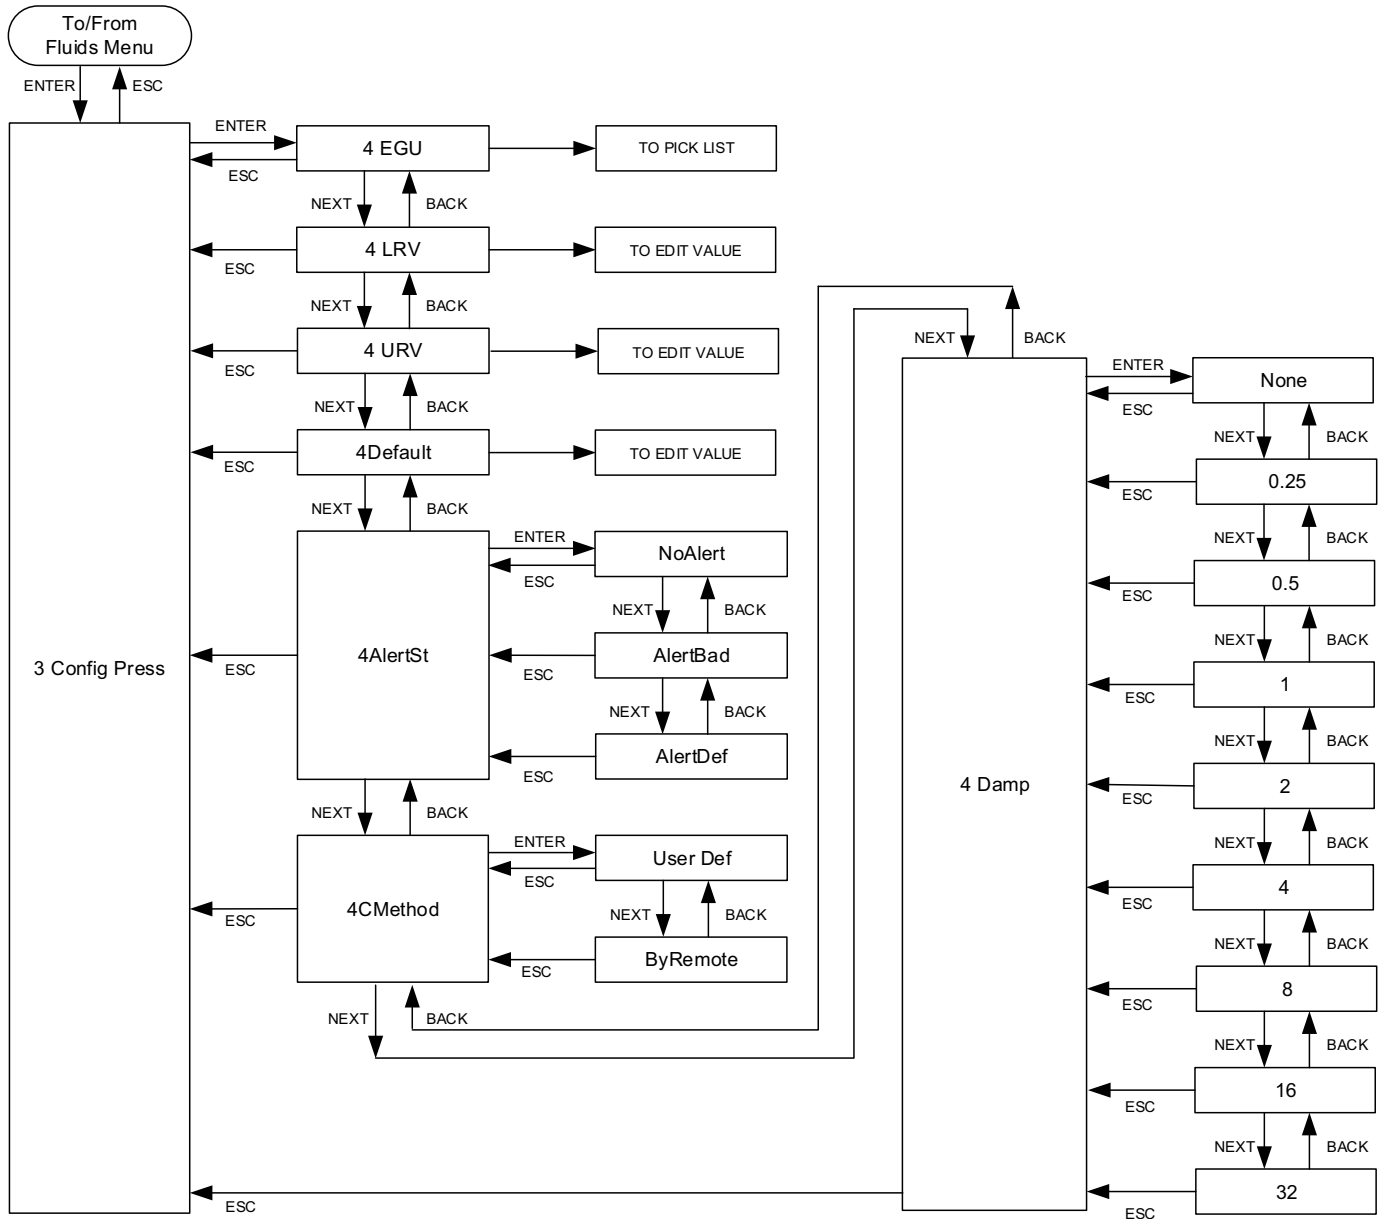 To/From
Fluids Menu
ENTER
ESC
3 Config Press
ENTER
ESC
4 EGU
TO PICK LIST
NEXT
BACK
ESC
4 LRV
TO EDIT VALUE
NEXT
BACK
ESC
4 URV
TO EDIT VALUE
NEXT
BACK
ESC
4Default
TO EDIT VALUE
NEXT
BACK
ESC
4AlertSt
ENTER
ESC
NoAlert
NEXT
BACK
ESC
AlertBad
NEXT
BACK
ESC
AlertDef
NEXT
BACK
ESC
4CMethod
ENTER
ESC
User Def
NEXT
BACK
ESC
ByRemote
NEXT
BACK
NEXT
BACK
4 Damp
ESC
ENTER
ESC
None
NEXT
BACK
ESC
0.25
NEXT
BACK
ESC
0.5
NEXT
BACK
ESC
1
NEXT
BACK
ESC
2
NEXT
BACK
ESC
4
NEXT
BACK
ESC
8
NEXT
BACK
ESC
16
NEXT
BACK
ESC
32